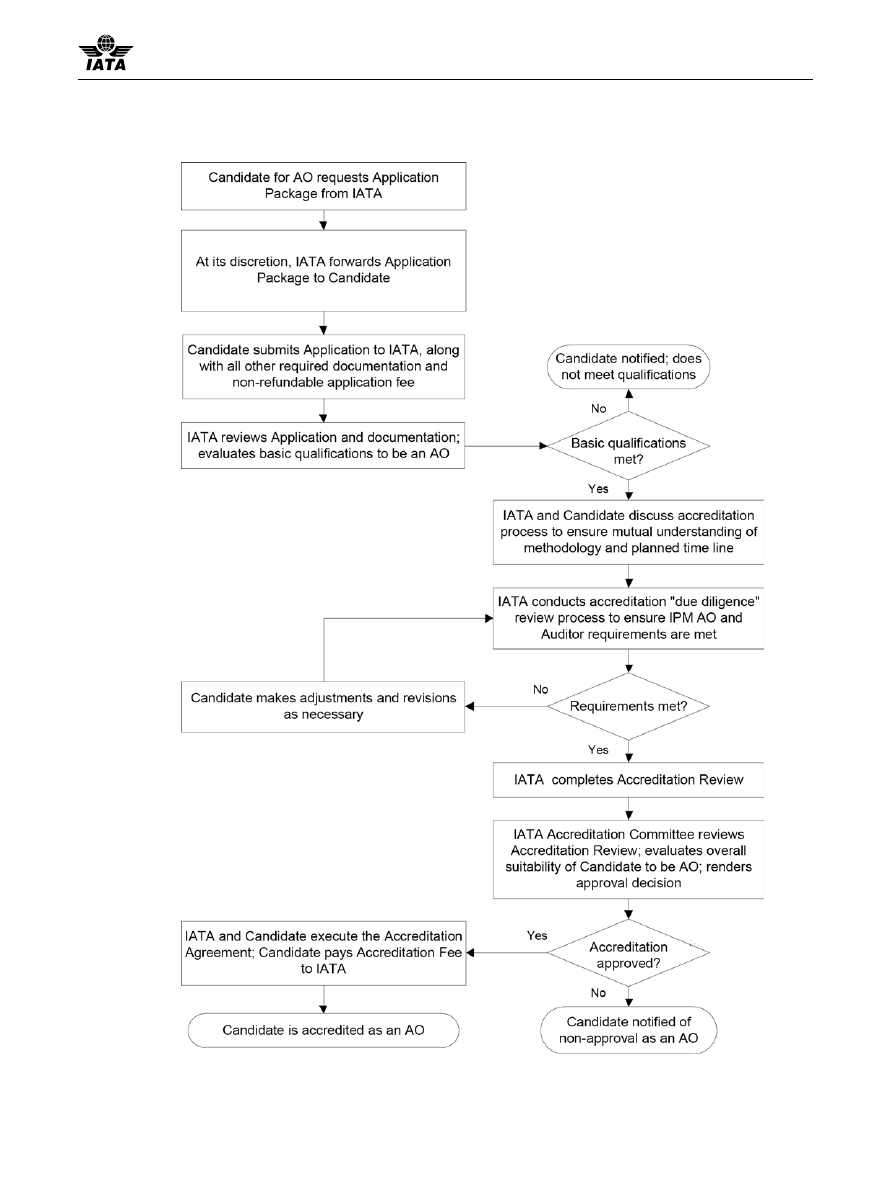 IATA
Candidate for AO requests Application
Package from IATA
At its discretion, IATA forwards Application
Package to Candidate
Candidate submits Application to IATA, along
with all other required documentation and
non-refundable application fee
Candidate notified; does
not meet qualifications
No
IATA reviews Application and documentation;
evaluates basic qualifications to be an AO
Basic qualifications
met?
Yes
IATA and Candidate discuss accreditation
process to ensure mutual understanding of
methodology and planned time line
IATA conducts accreditation "due diligence"
review process to ensure IPM AO and
Auditor requirements are met
No
Candidate makes adjustments and revisions
as necessary
Requirements met?
Yes
IATA completes Accreditation Review
IATA Accreditation Committee reviews
Accreditation Review; evaluates overall
suitability of Candidate to be AO; renders
approval decision
IATA and Candidate execute the Accreditation
Agreement; Candidate pays Accreditation Fee
to IATA
Yes
Accreditation
approved?
No
Candidate is accredited as an AO
Candidate notified of
non-approval as an AO